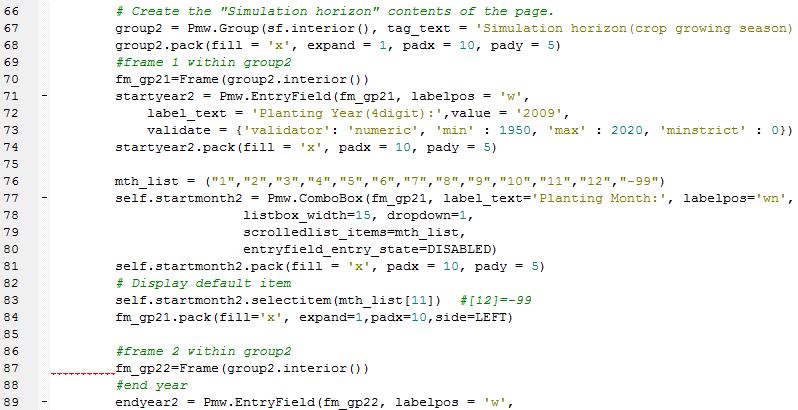 66 # Create the "Simulation horizon" contents of the page.
67 group2 = Pmw.Group(sf.interior(), tag_text = 'Simulation horizon(crop growing season)
68 group2.pack(fill = 'x', expand = 1, padx = 10, pady = 5)
69 #frame 1 within group2
70 fm_gp21=Frame(group2.interior())
71 - startyear2 = Pmw.EntryField(fm_gp21, labelpos = 'w',
72 label_text = 'Planting Year(4digit):',value = '2009',
73 validate = {'validator': 'numeric', 'min' : 1950, 'max' : 2020, 'minstrict' : 0})
74 startyear2.pack(fill = 'x', padx = 10, pady = 5)
75
76 mth_list = ("1","2","3","4","5","6","7","8","9","10","11","12","-99")
77 - self.startmonth2 = Pmw.ComboBox(fm_gp21, label_text='Planting Month:', labelpos='wn',
78 listbox_width=15, dropdown=1,
79 scrolledlist_items=mth_list,
80 entryfield_entry_state=DISABLED)
81 self.startmonth2.pack(fill = 'x', padx = 10, pady = 5)
82 # Display default item
83 self.startmonth2.selectitem(mth_list[11]) #[12]=-99
84 fm_gp21.pack(fill='x', expand=1,padx=10,side=LEFT)
85
86 #frame 2 within group2
87 fm_gp22=Frame(group2.interior())
88 #end year
89 - endyear2 = Pmw.EntryField(fm_gp22, labelpos = 'w',